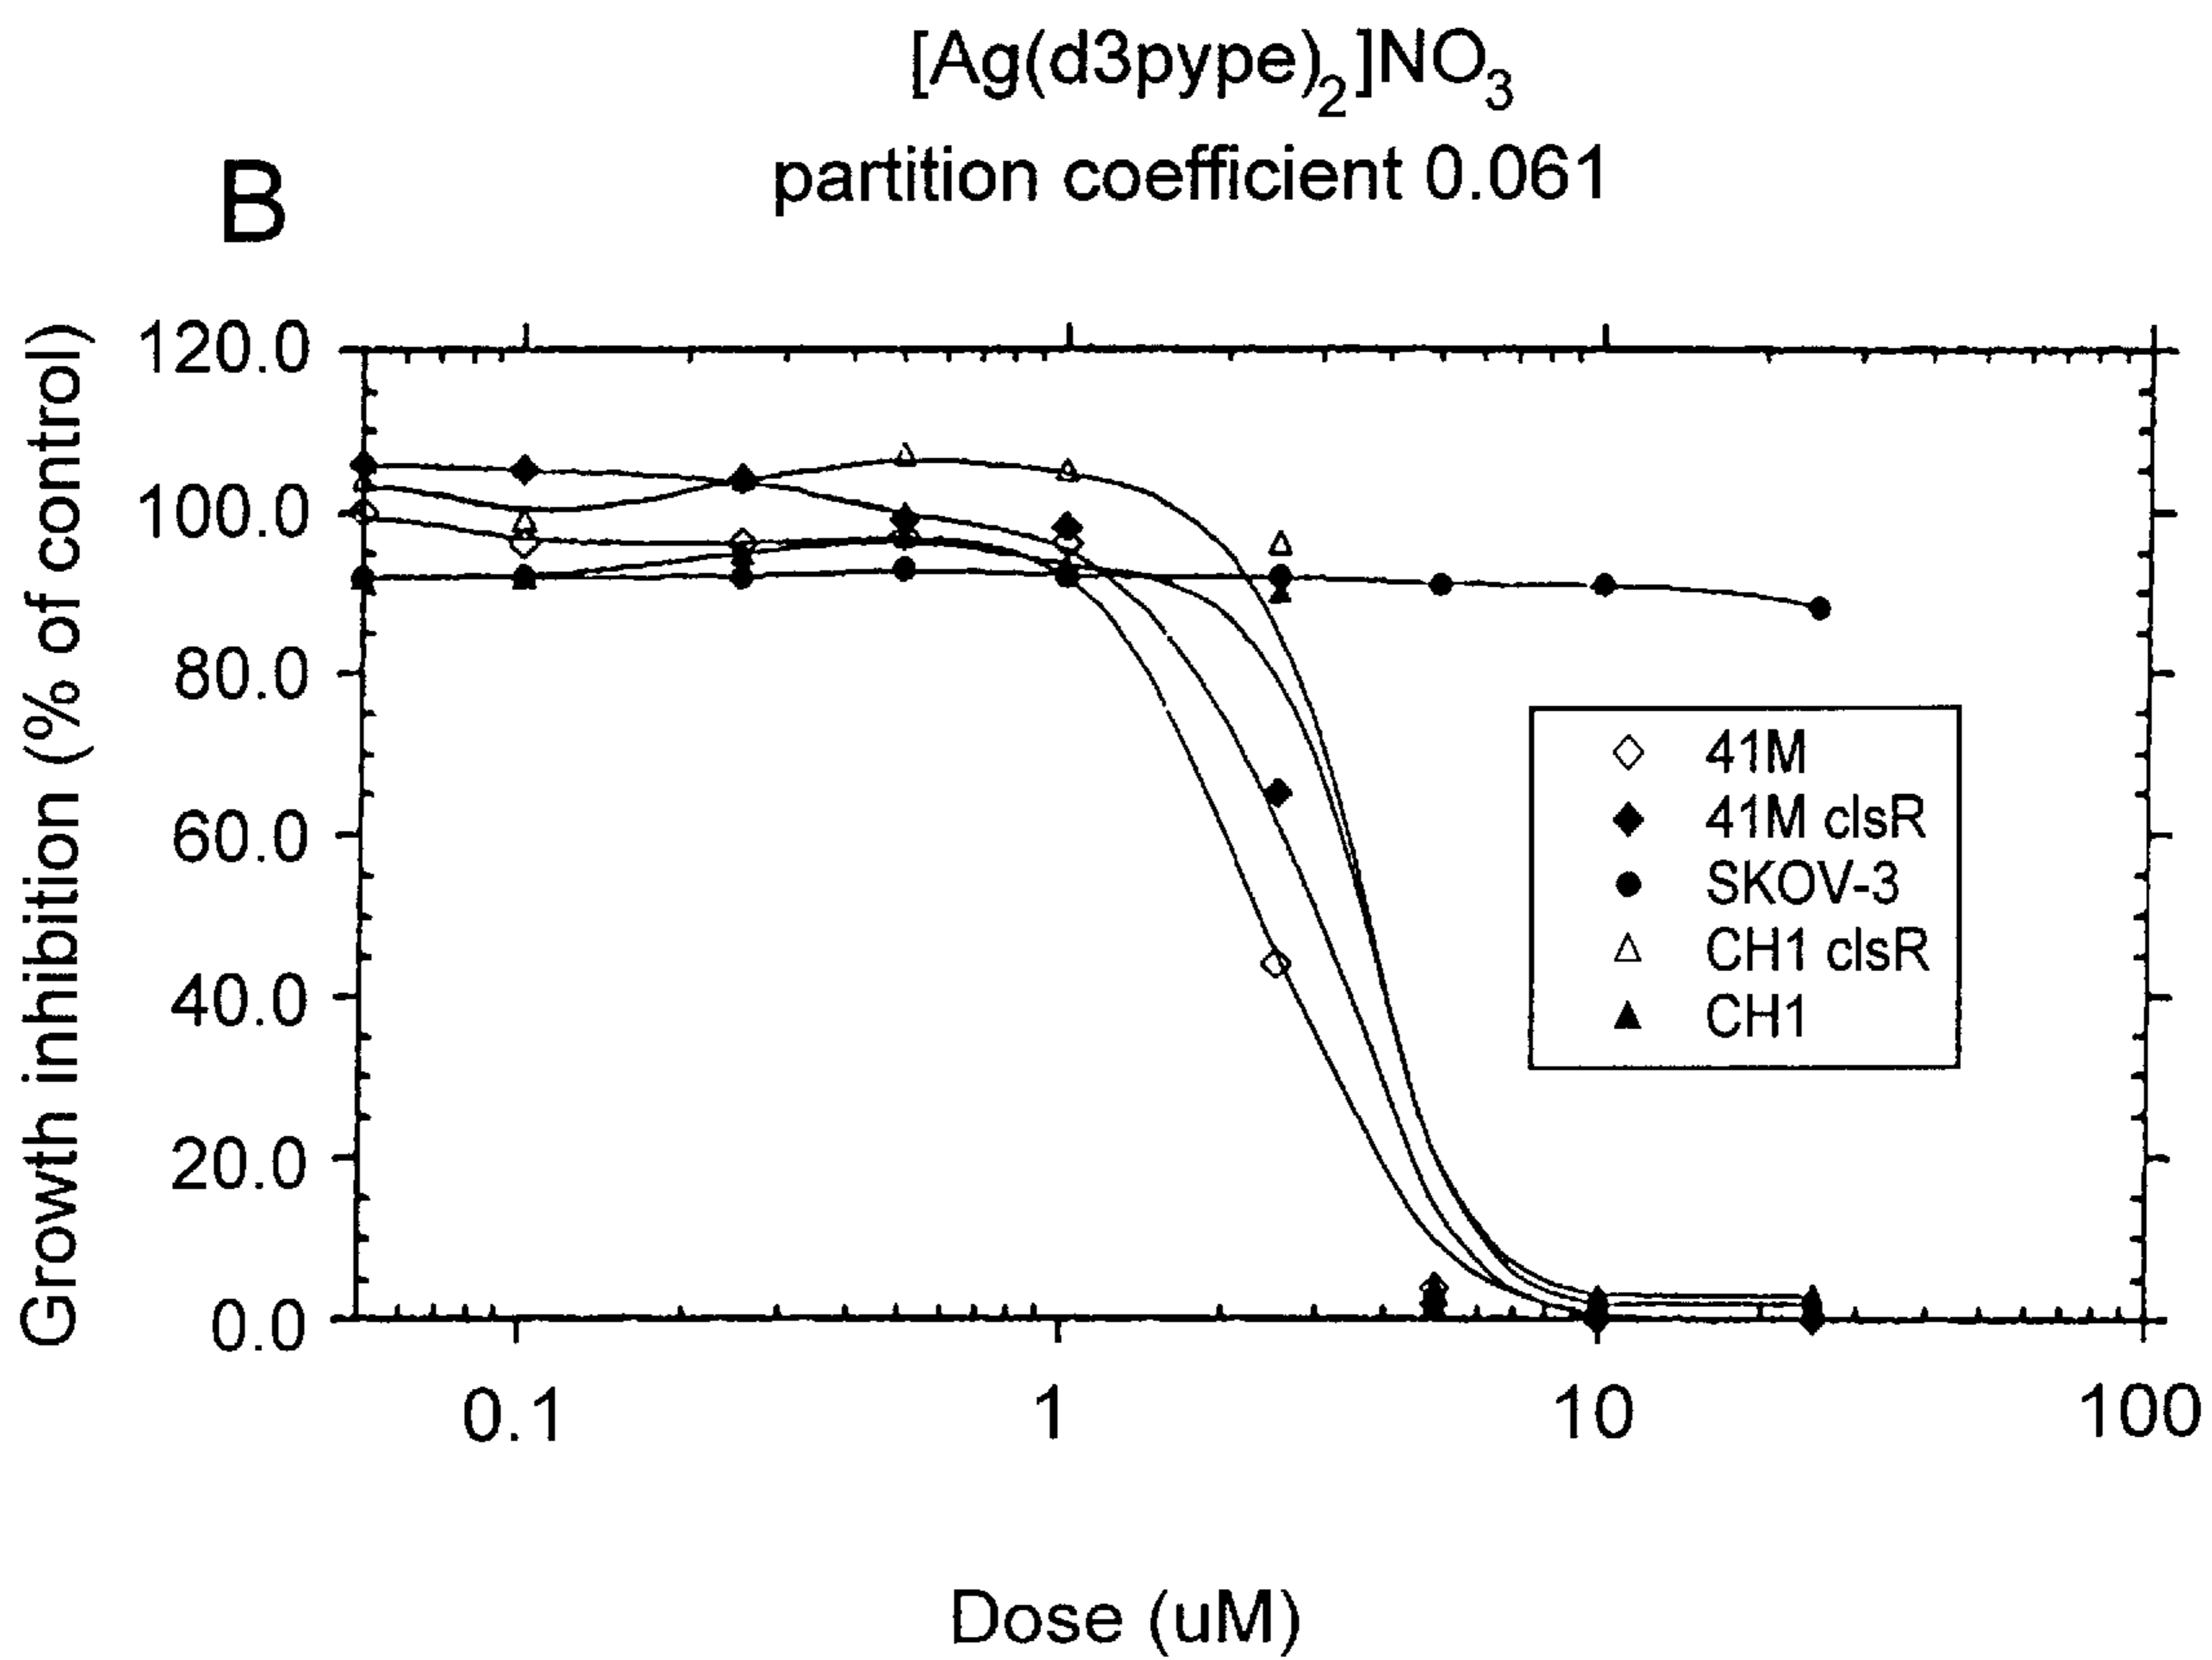 [Ag(d3pype)2]NO3
partition coefficient 0.061
B
Growth inhibition (% of control)
120.0
100.0
80.0
60.0
40.0
20.0
0.0
41M
41M clsR
SKOV-3
CH1 clsR
CH1
0.1
1
10
100
Dose (uM)